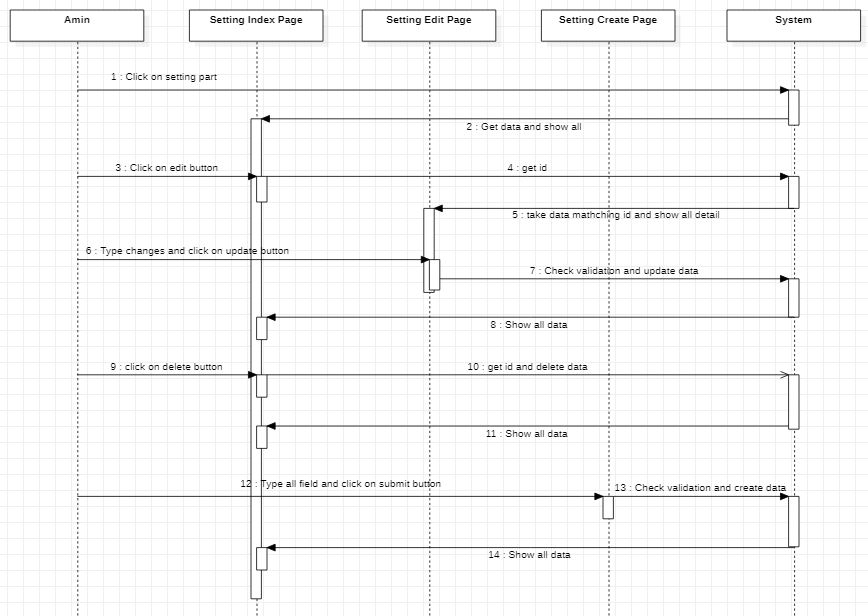 Amin
Setting Index Page
Setting Edit Page
Setting Create Page
System
1 : Click on setting part
2 : Get data and show all
3 : Click on edit button
4 : get id
5 : take data mathching id and show all detail
6 : Type changes and click on update button
7 : Check validation and update data
8 : Show all data
9 : click on delete button
10 : get id and delete data
11 : Show all data
12 : Type all field and click on submit button
13 : Check validation and create data
14 : Show all data